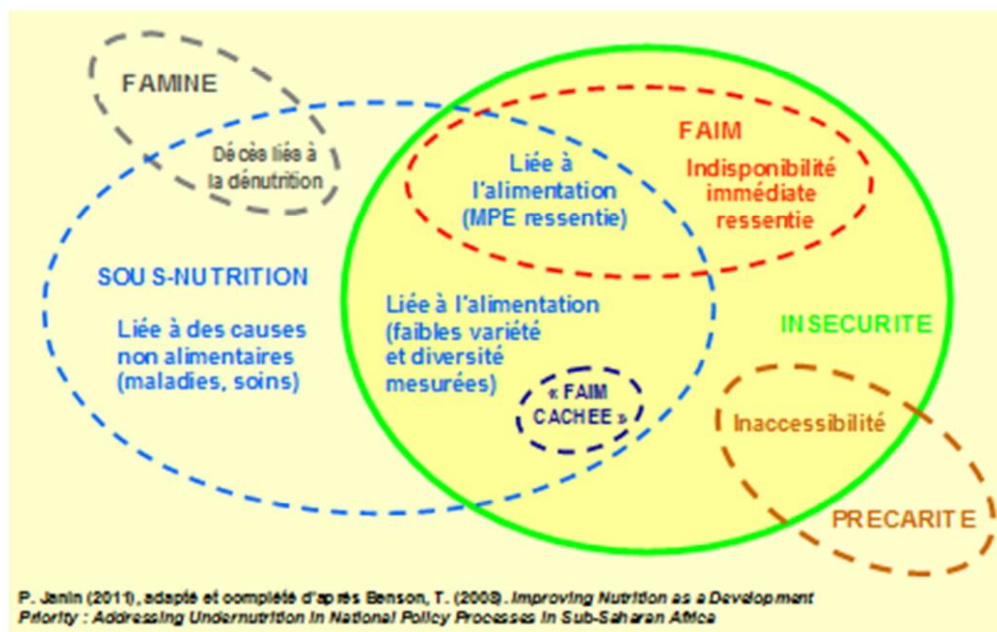 FAMINE
Décès liés à
la dénutrition
SOUS-NUTRITION
Liée à des causes
non alimentaires
(maladies, soins)
Liée à
l'alimentation
(MPE ressentie)
FAIM
Indisponibilité
immédiate
ressentie
Liée à l'alimentation
(faibles variété
et diversité
mesurées)
« FAIM
CACHEE »
INSECURITE
Inaccessibilité
PRECARITE
P. Janin (2011), adapté et complété d'après Benson, T. (2008). Improving Nutrition as a Development
Priority : Addressing Undernutrition in National Policy Processes in Sub-Saharan Africa